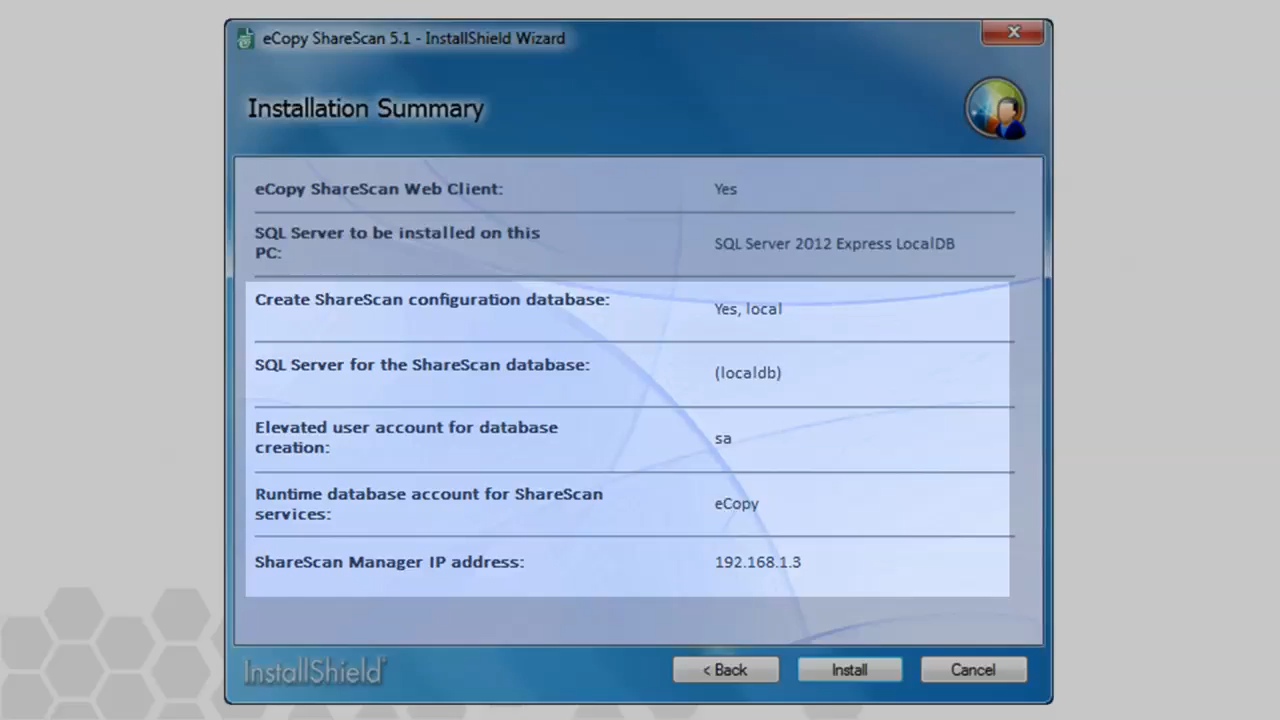 eCopy ShareScan 5.1 - InstallShield Wizard
Installation Summary
eCopy ShareScan Web Client: Yes
SQL Server to be installed on this
PC:
SQL Server 2012 Express LocalDB
Create ShareScan configuration database:
Yes, local
SQL Server for the ShareScan database:
(localdb)
Elevated user account for database
creation:
sa
Runtime database account for ShareScan
services:
eCopy
ShareScan Manager IP address: 192.168.1.3
InstallShield
< Back Install Cancel